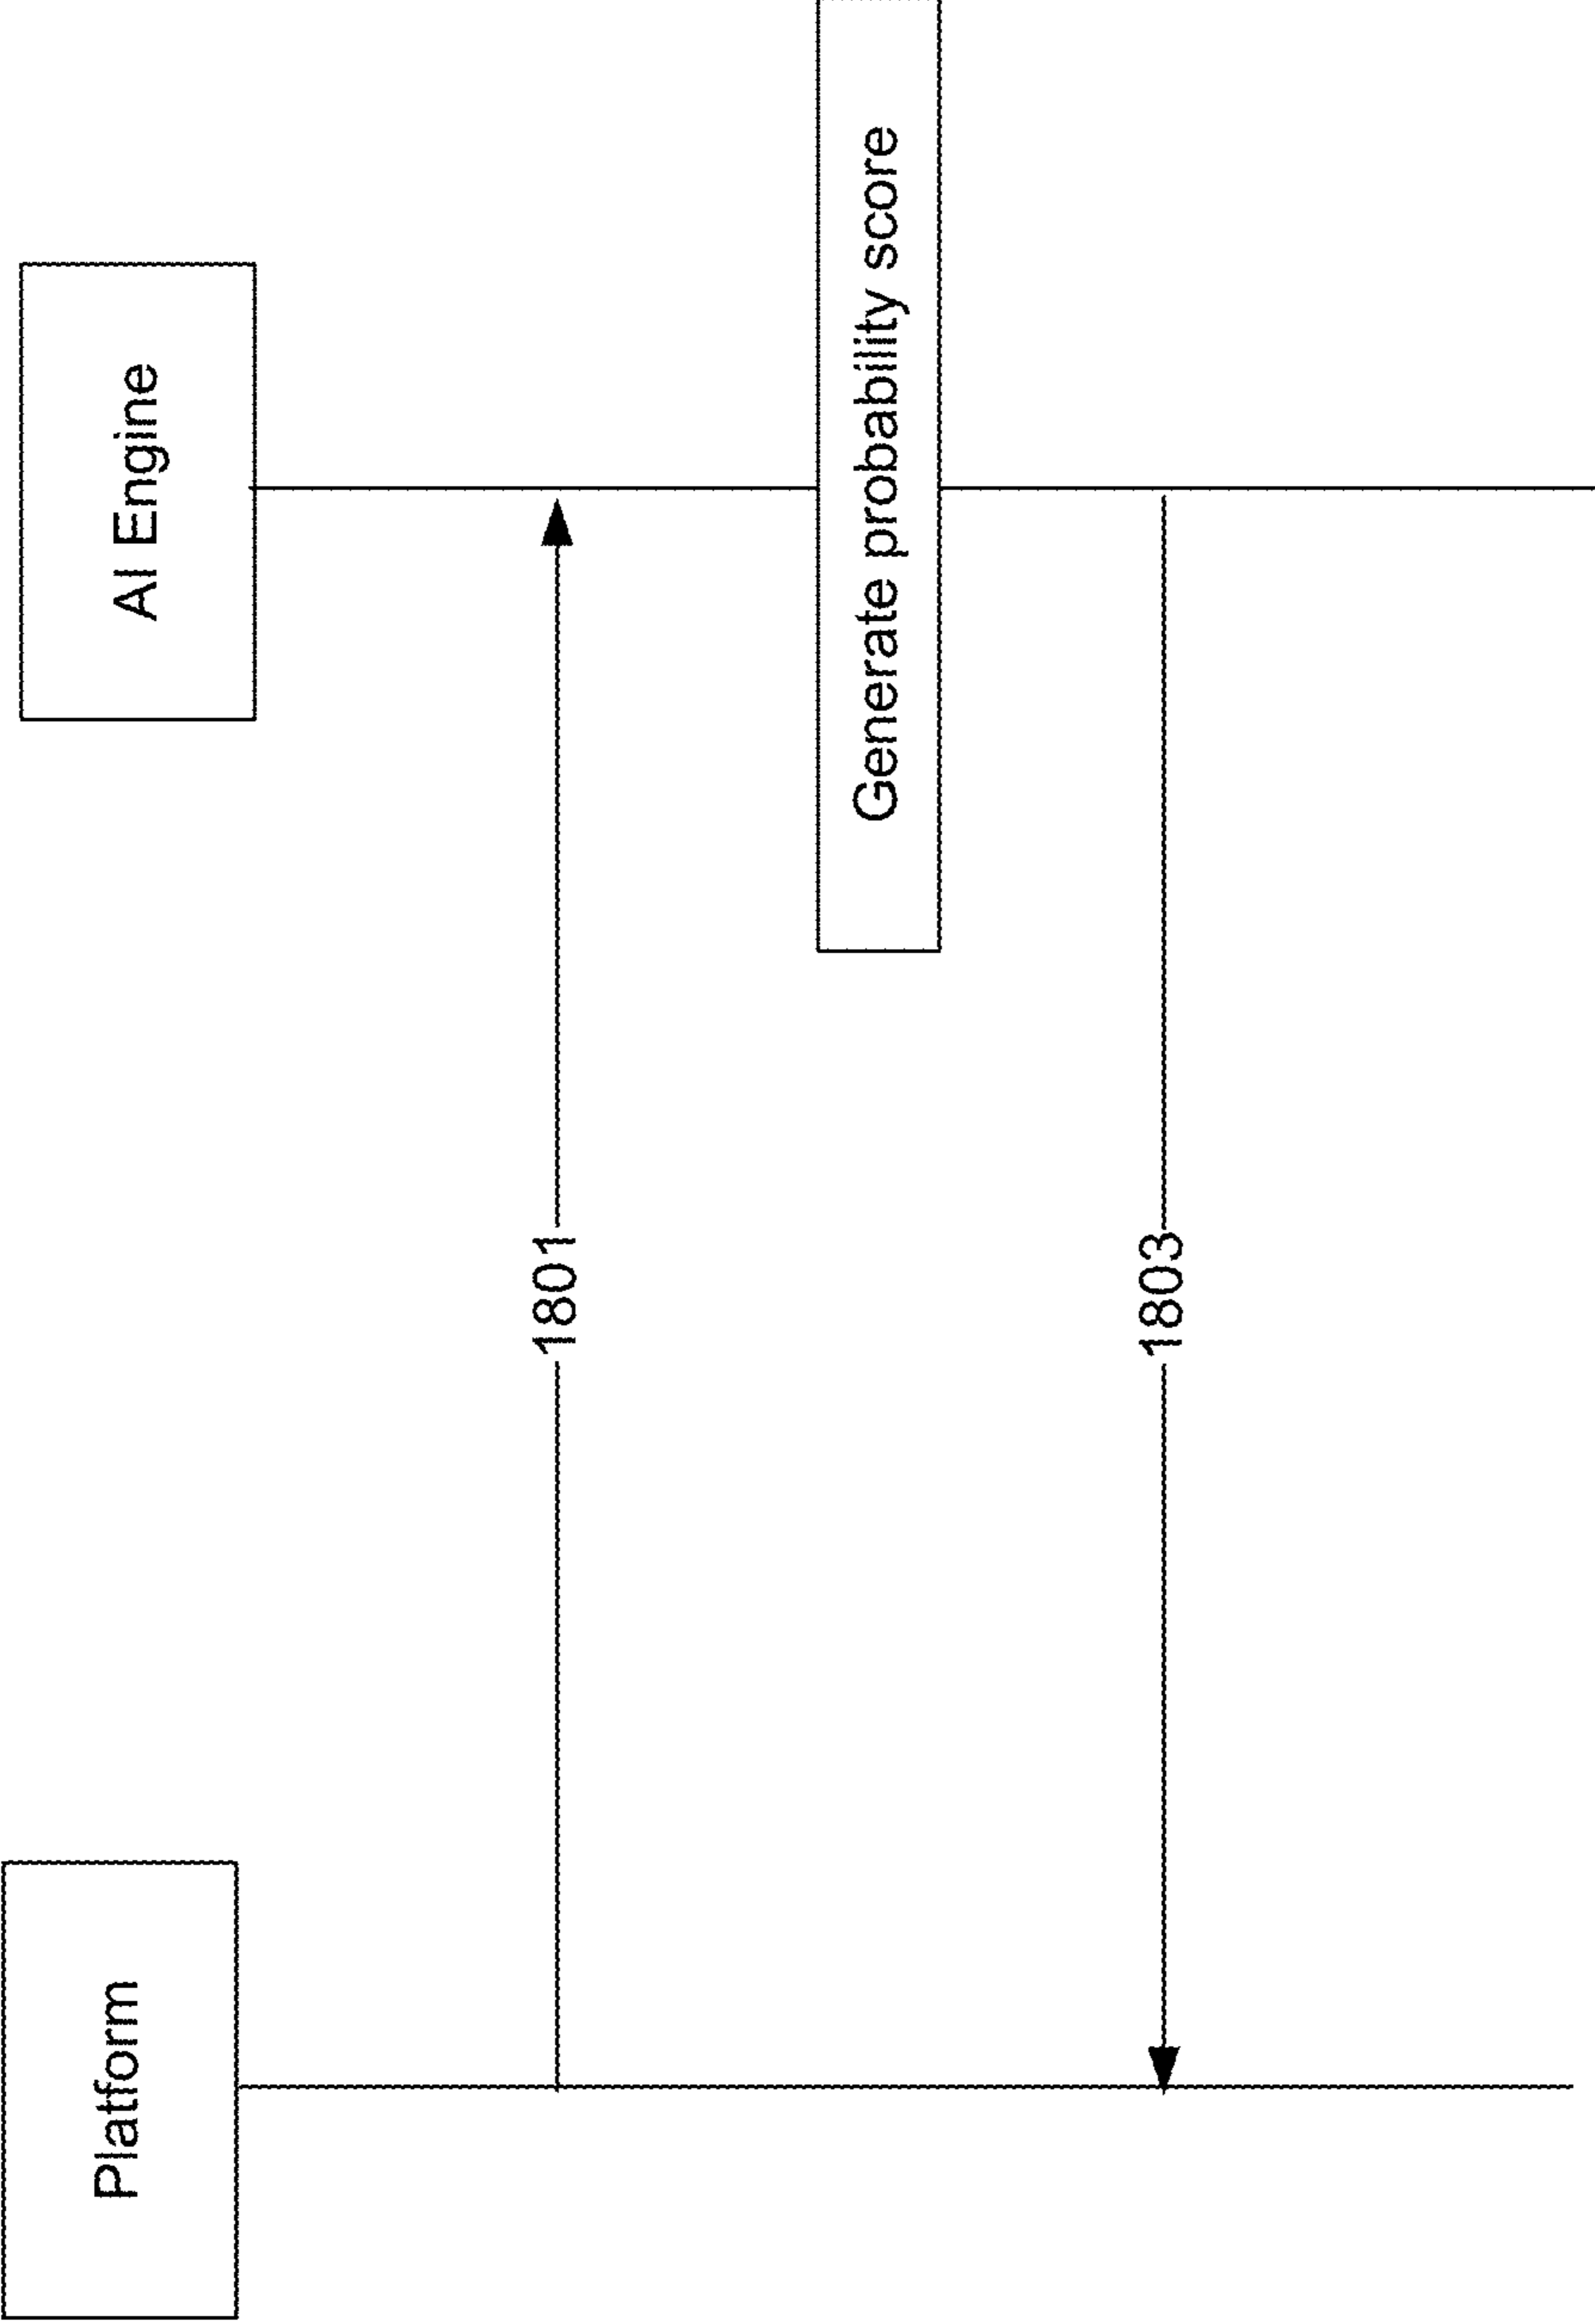 Platform
AI Engine
1801
Generate probability score
1803